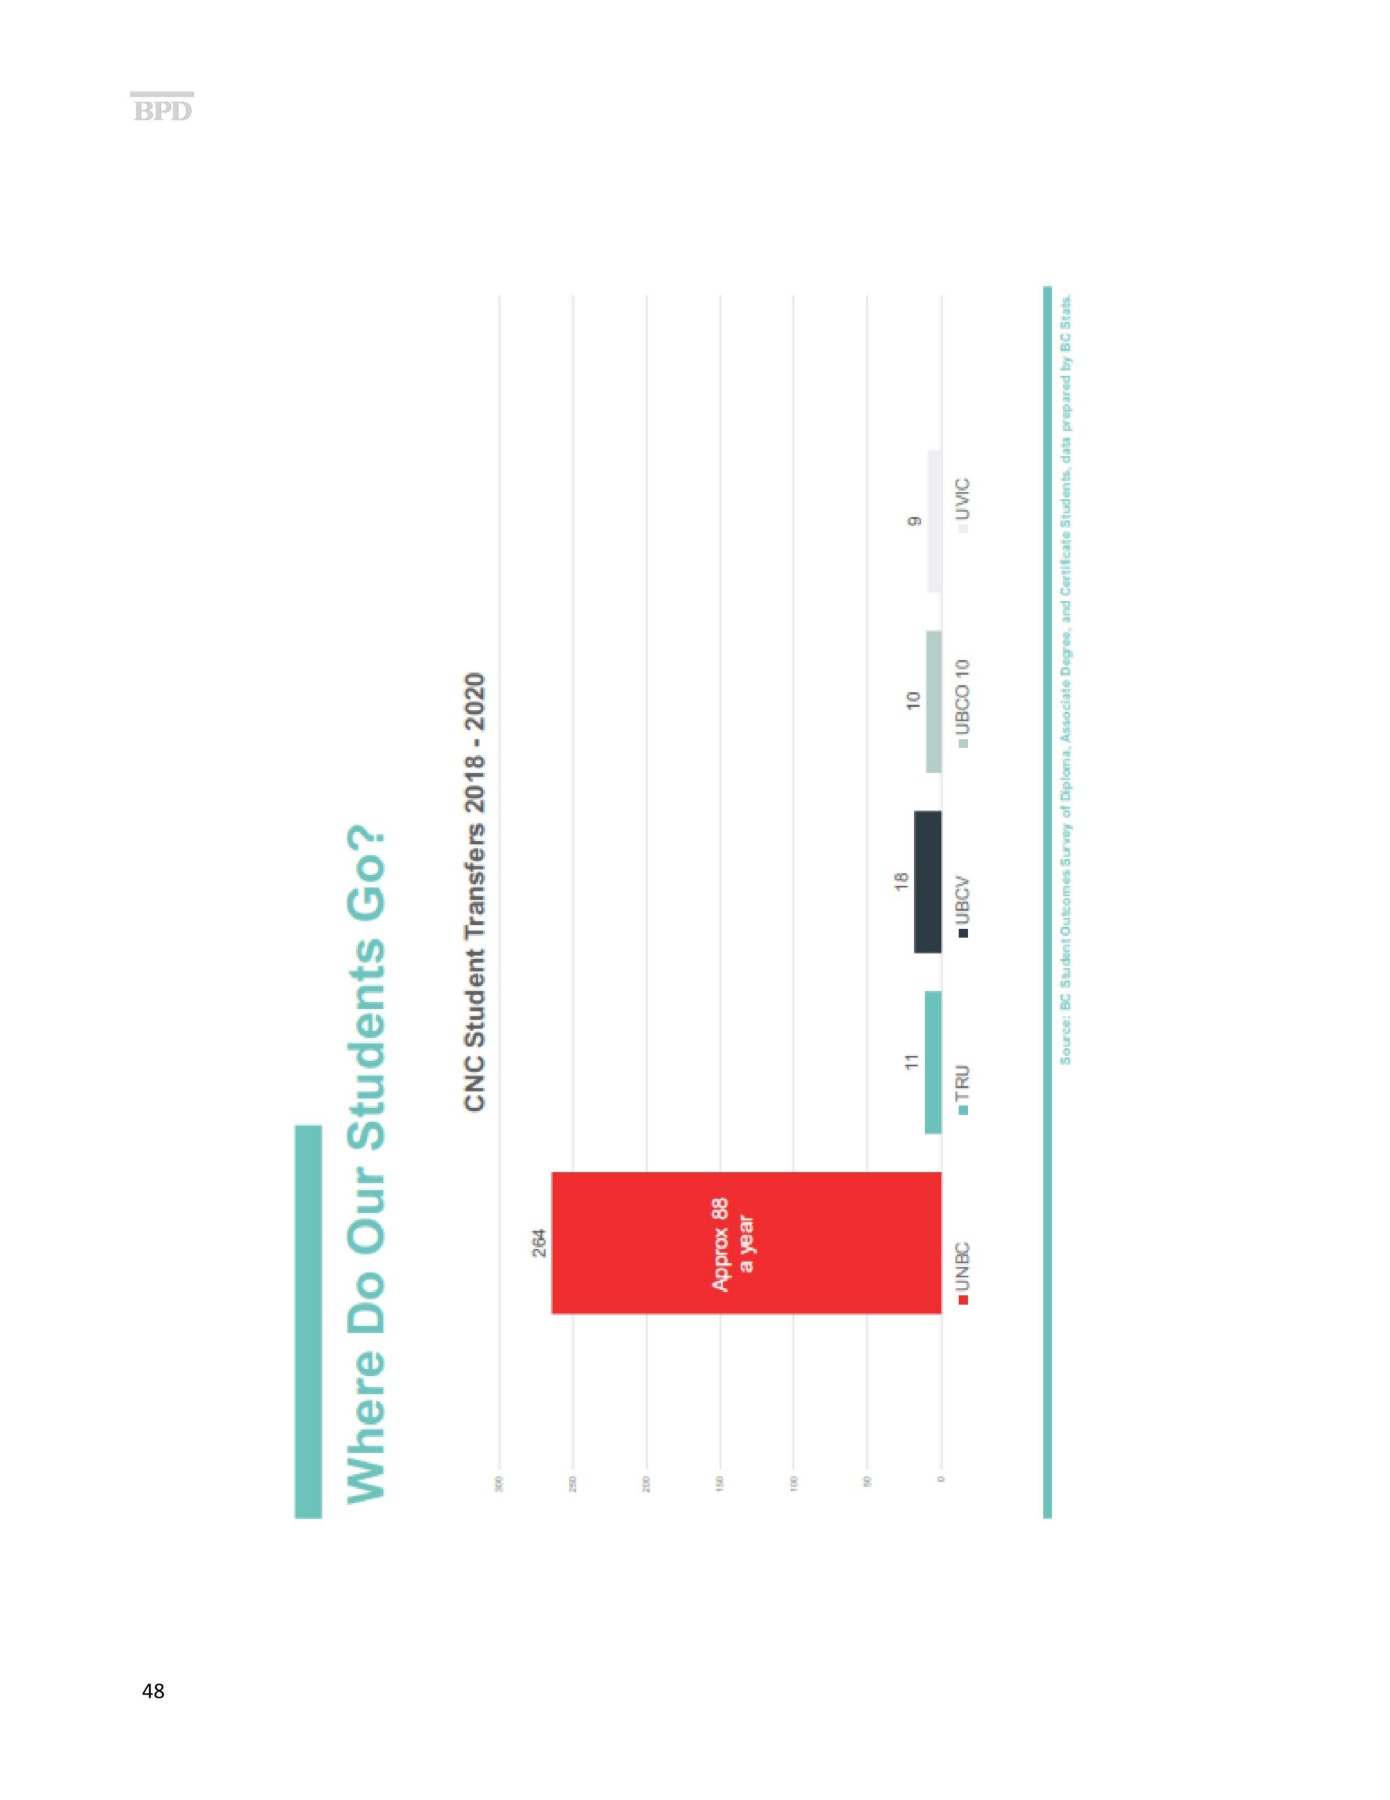 BPD
Where Do Our Students Go?
CNC Student Transfers 2018 - 2020
300
250
200
150
100
50
0
264
Approx 88
a year
11
18
10
9
UNBC
TRU
UBCV
UBCO 10
UVIC
Source: BC Student Outcomes Survey of Diploma, Associate Degree, and Certificate Students, data prepared by BC Stats.
48